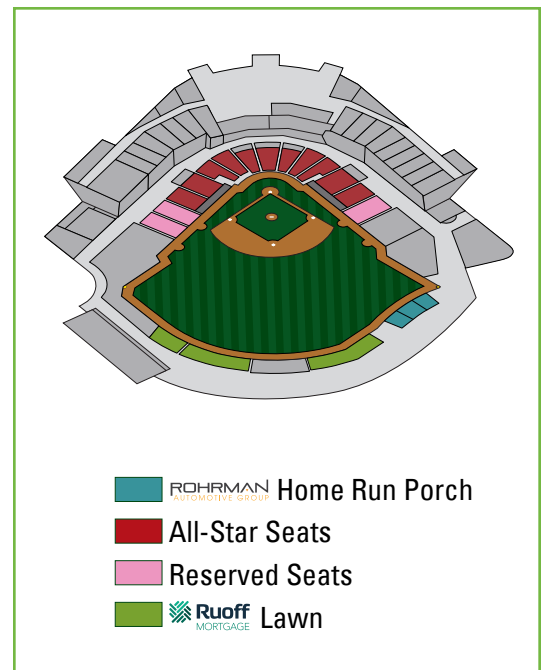 ROHRMAN AUTOMOTIVE GROUP Home Run Porch
All-Star Seats
Reserved Seats
Ruoff MORTGAGE Lawn